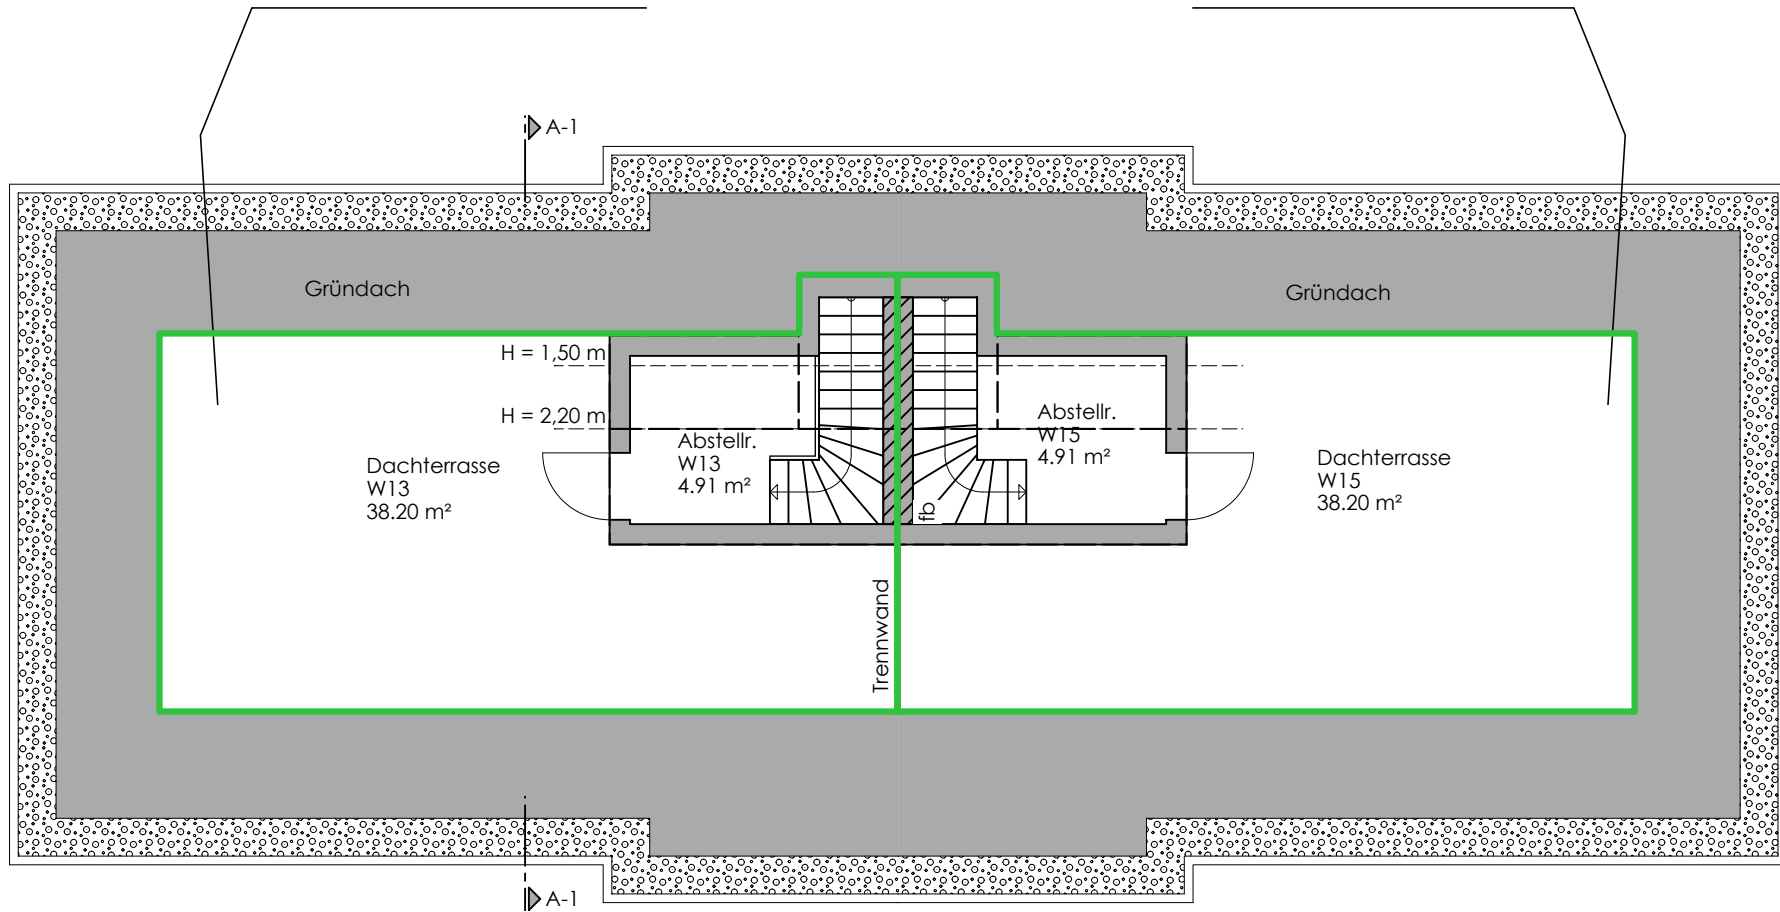 A-1
Gründach
Gründach
H = 1,50 m
H = 2,20 m
Abstellr.
W15
4.91 m²
Abstellr.
W13
4.91 m²
Dachterrasse
W13
38.20 m²
Dachterrasse
W15
38.20 m²
fb
Trennwand
A-1